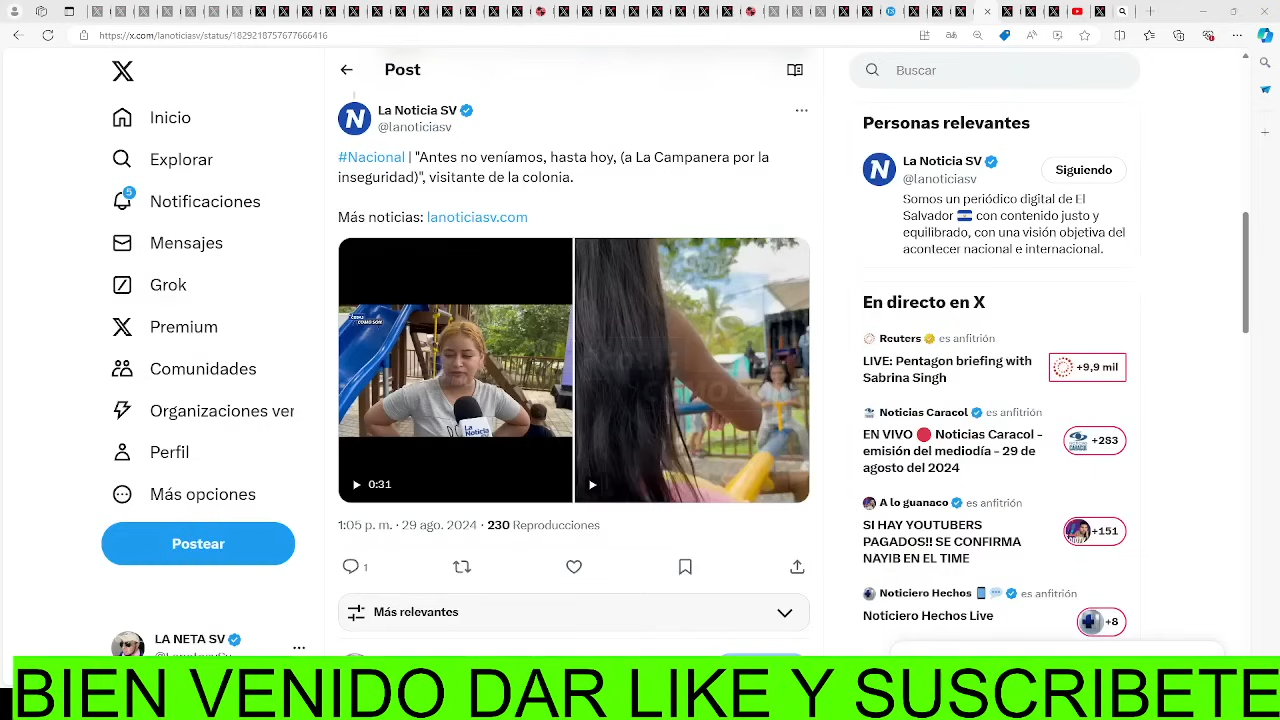 https://x.com/lanoticiasv/status/1829218757677666416
Inicio
Explorar
5
Notificaciones
Mensajes
Grok
Premium
Comunidades
Organizaciones ver
Perfil
Más opciones
Postear
LA NETA SV
Post
La Noticia SV
@lanoticiasv
#Nacional | "Antes no veníamos, hasta hoy, (a La Campanera por la
inseguridad)", visitante de la colonia.
Más noticias: lanoticiasv.com
COMO SON
La
Noticia
SV
0:31
1:05 p. m. · 29 ago. 2024 · 230 Reproducciones
1
Más relevantes
Buscar
Personas relevantes
La Noticia SV
@lanoticiasv
Siguiendo
Somos un periódico digital de El
Salvador con contenido justo y
equilibrado, con una visión objetiva del
acontecer nacional e internacional.
En directo en X
Reuters es anfitrión
LIVE: Pentagon briefing with
Sabrina Singh
+9,9 mil
Noticias Caracol es anfitrión
EN VIVO Noticias Caracol -
emisión del mediodía - 29 de
agosto del 2024
+283
A lo guanaco es anfitrión
SI HAY YOUTUBERS
PAGADOS!! SE CONFIRMA
NAYIB EN EL TIME
+151
Noticiero Hechos es anfitrión
Noticiero Hechos Live
+8
BIEN VENIDO DAR LIKE Y SUSCRIBETE